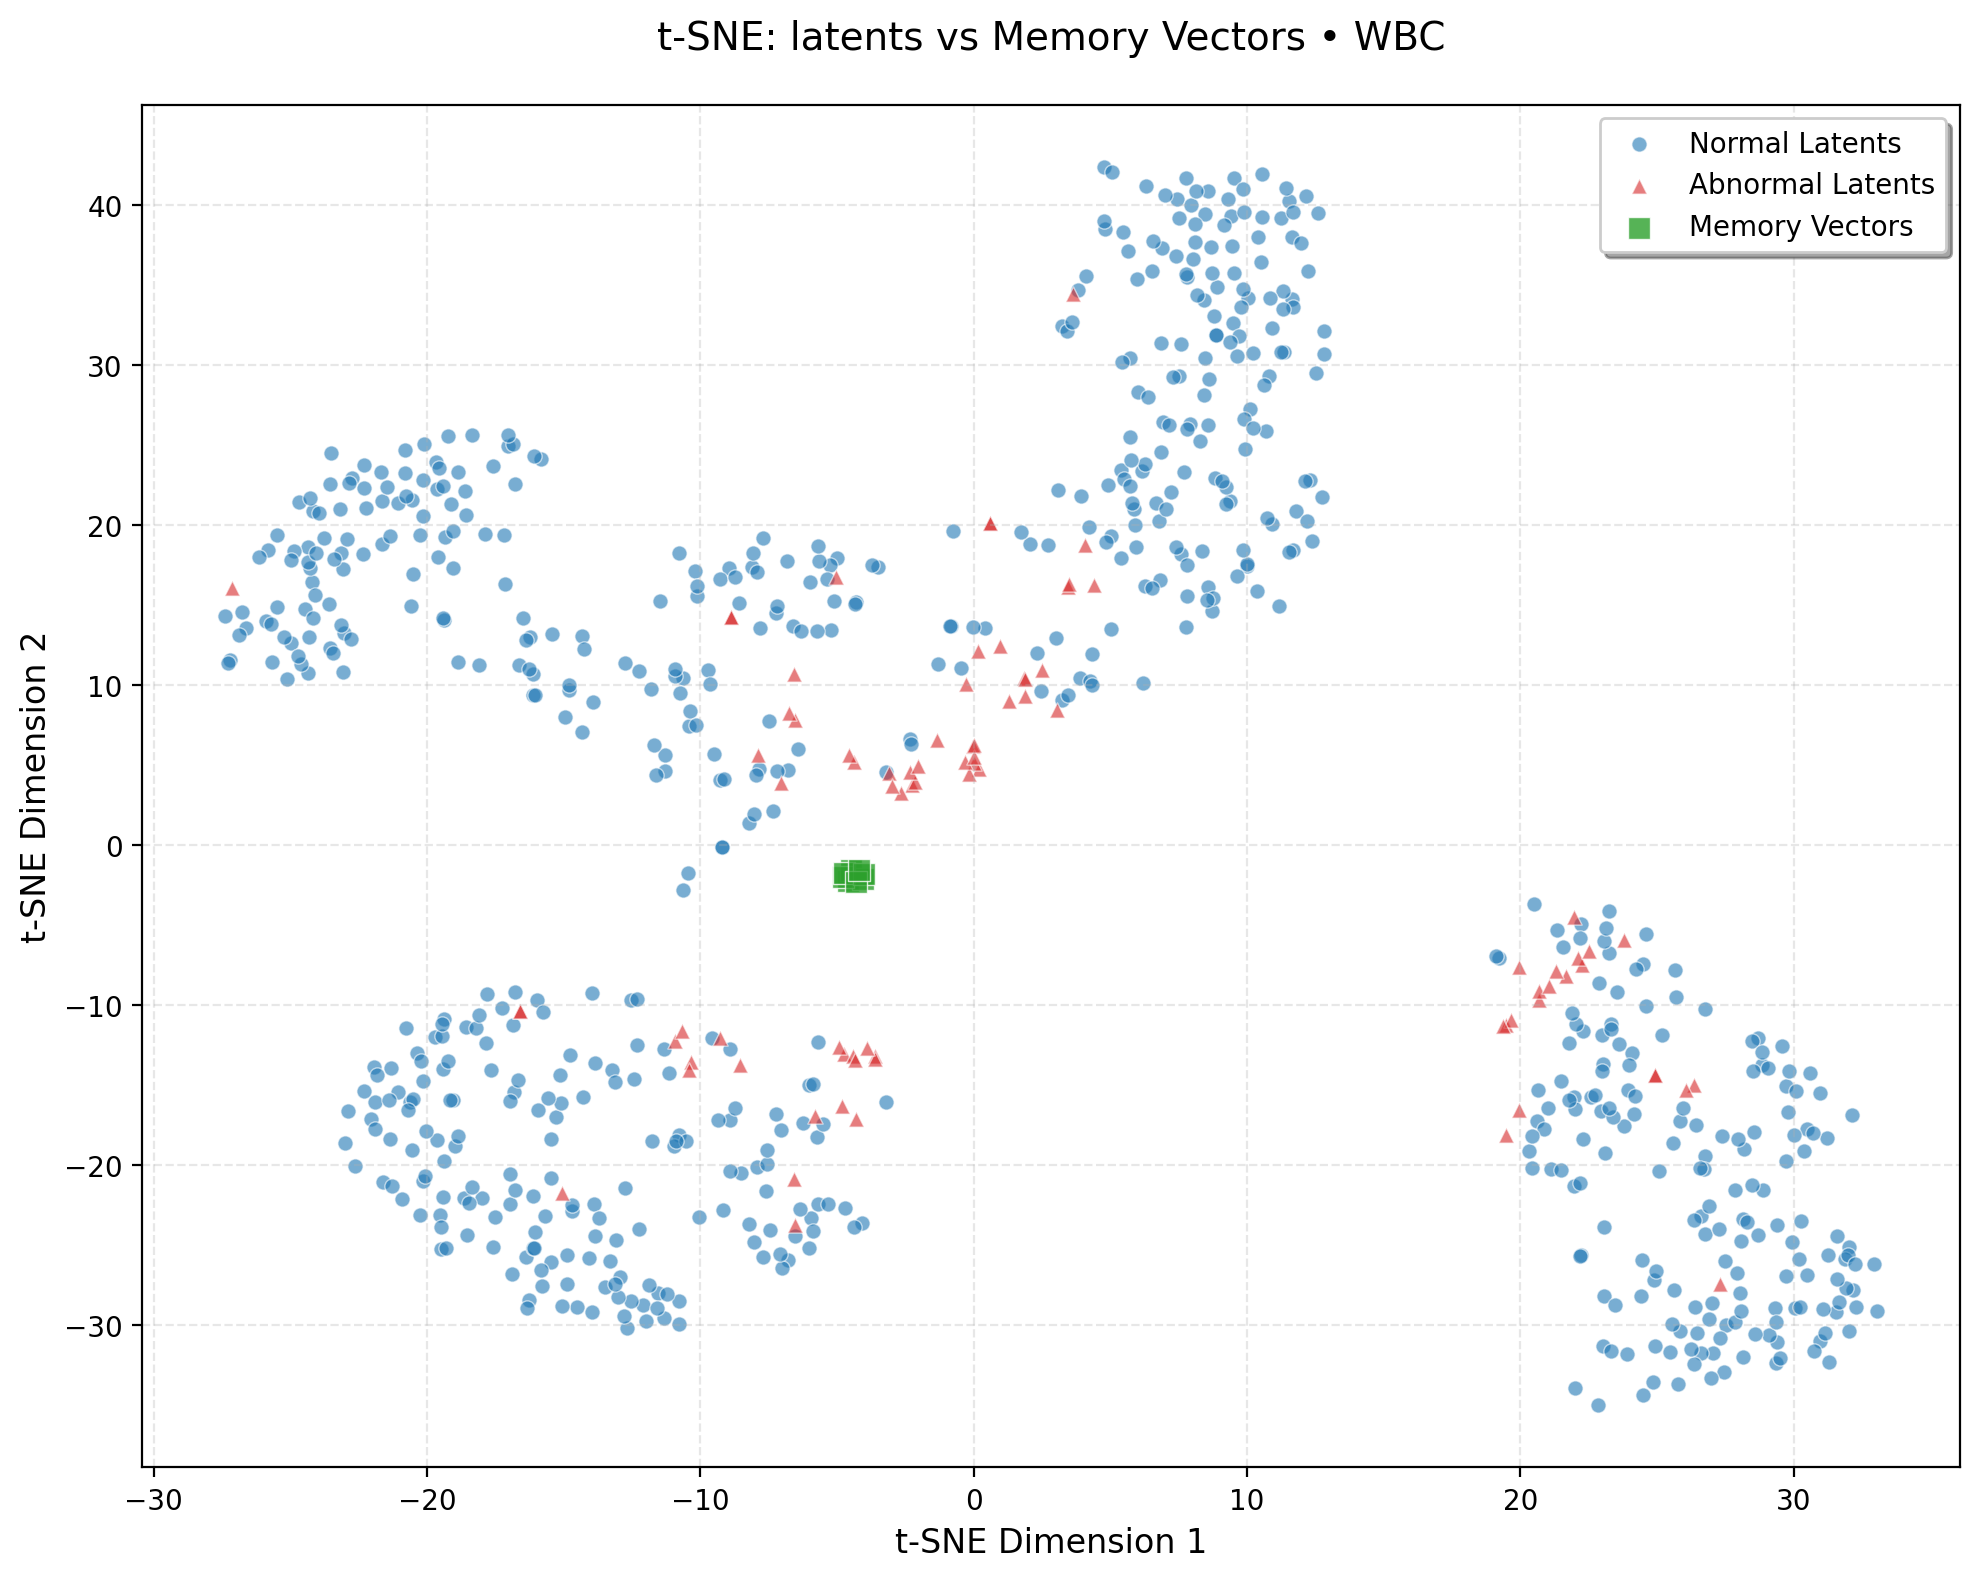 t-SNE: latents vs Memory Vectors • WBC
Normal Latents
Abnormal Latents
Memory Vectors
40
30
20
10
0
−10
−20
−30
t-SNE Dimension 2
−30
−20
−10
0
10
20
30
t-SNE Dimension 1